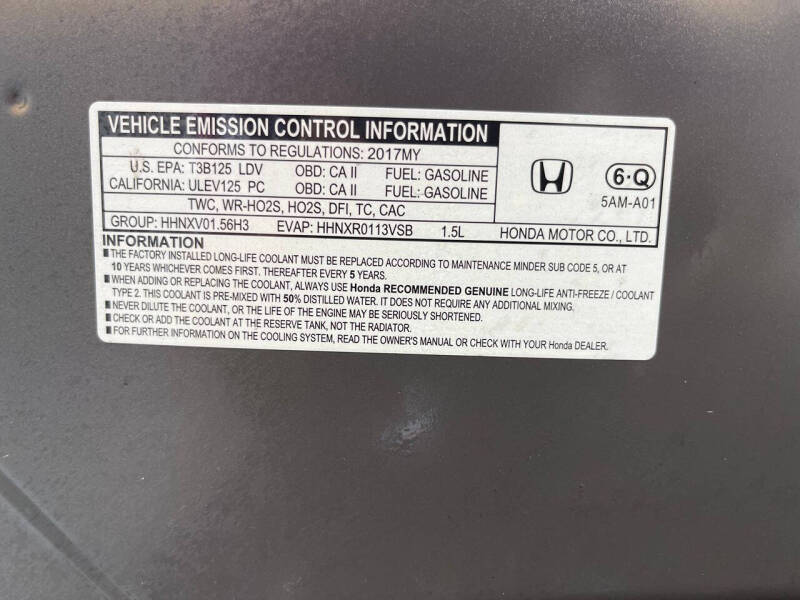 VEHICLE EMISSION CONTROL INFORMATION
CONFORMS TO REGULATIONS: 2017MY
U.S. EPA: T3B125 LDV OBD: CA II FUEL: GASOLINE
CALIFORNIA: ULEV125 PC OBD: CA II FUEL: GASOLINE
TWC, WR-HO2S, HO2S, DFI, TC, CAC
GROUP: HHNXV01.56H3 EVAP: HHNXR0113VSB 1.5L
6·Q
5AM-A01
HONDA MOTOR CO., LTD.
INFORMATION
■THE FACTORY INSTALLED LONG-LIFE COOLANT MUST BE REPLACED ACCORDING TO MAINTENANCE MINDER SUB CODE 5, OR AT
10 YEARS WHICHEVER COMES FIRST. THEREAFTER EVERY 5 YEARS.
■WHEN ADDING OR REPLACING THE COOLANT, ALWAYS USE Honda RECOMMENDED GENUINE LONG-LIFE ANTI-FREEZE / COOLANT
TYPE 2. THIS COOLANT IS PRE-MIXED WITH 50% DISTILLED WATER. IT DOES NOT REQUIRE ANY ADDITIONAL MIXING.
■NEVER DILUTE THE COOLANT, OR THE LIFE OF THE ENGINE MAY BE SERIOUSLY SHORTENED.
■CHECK OR ADD COOLANT AT THE RESERVE TANK, NOT THE RADIATOR.
■FOR FURTHER INFORMATION ON THE COOLING SYSTEM, READ THE OWNER'S MANUAL OR CHECK WITH YOUR Honda DEALER.